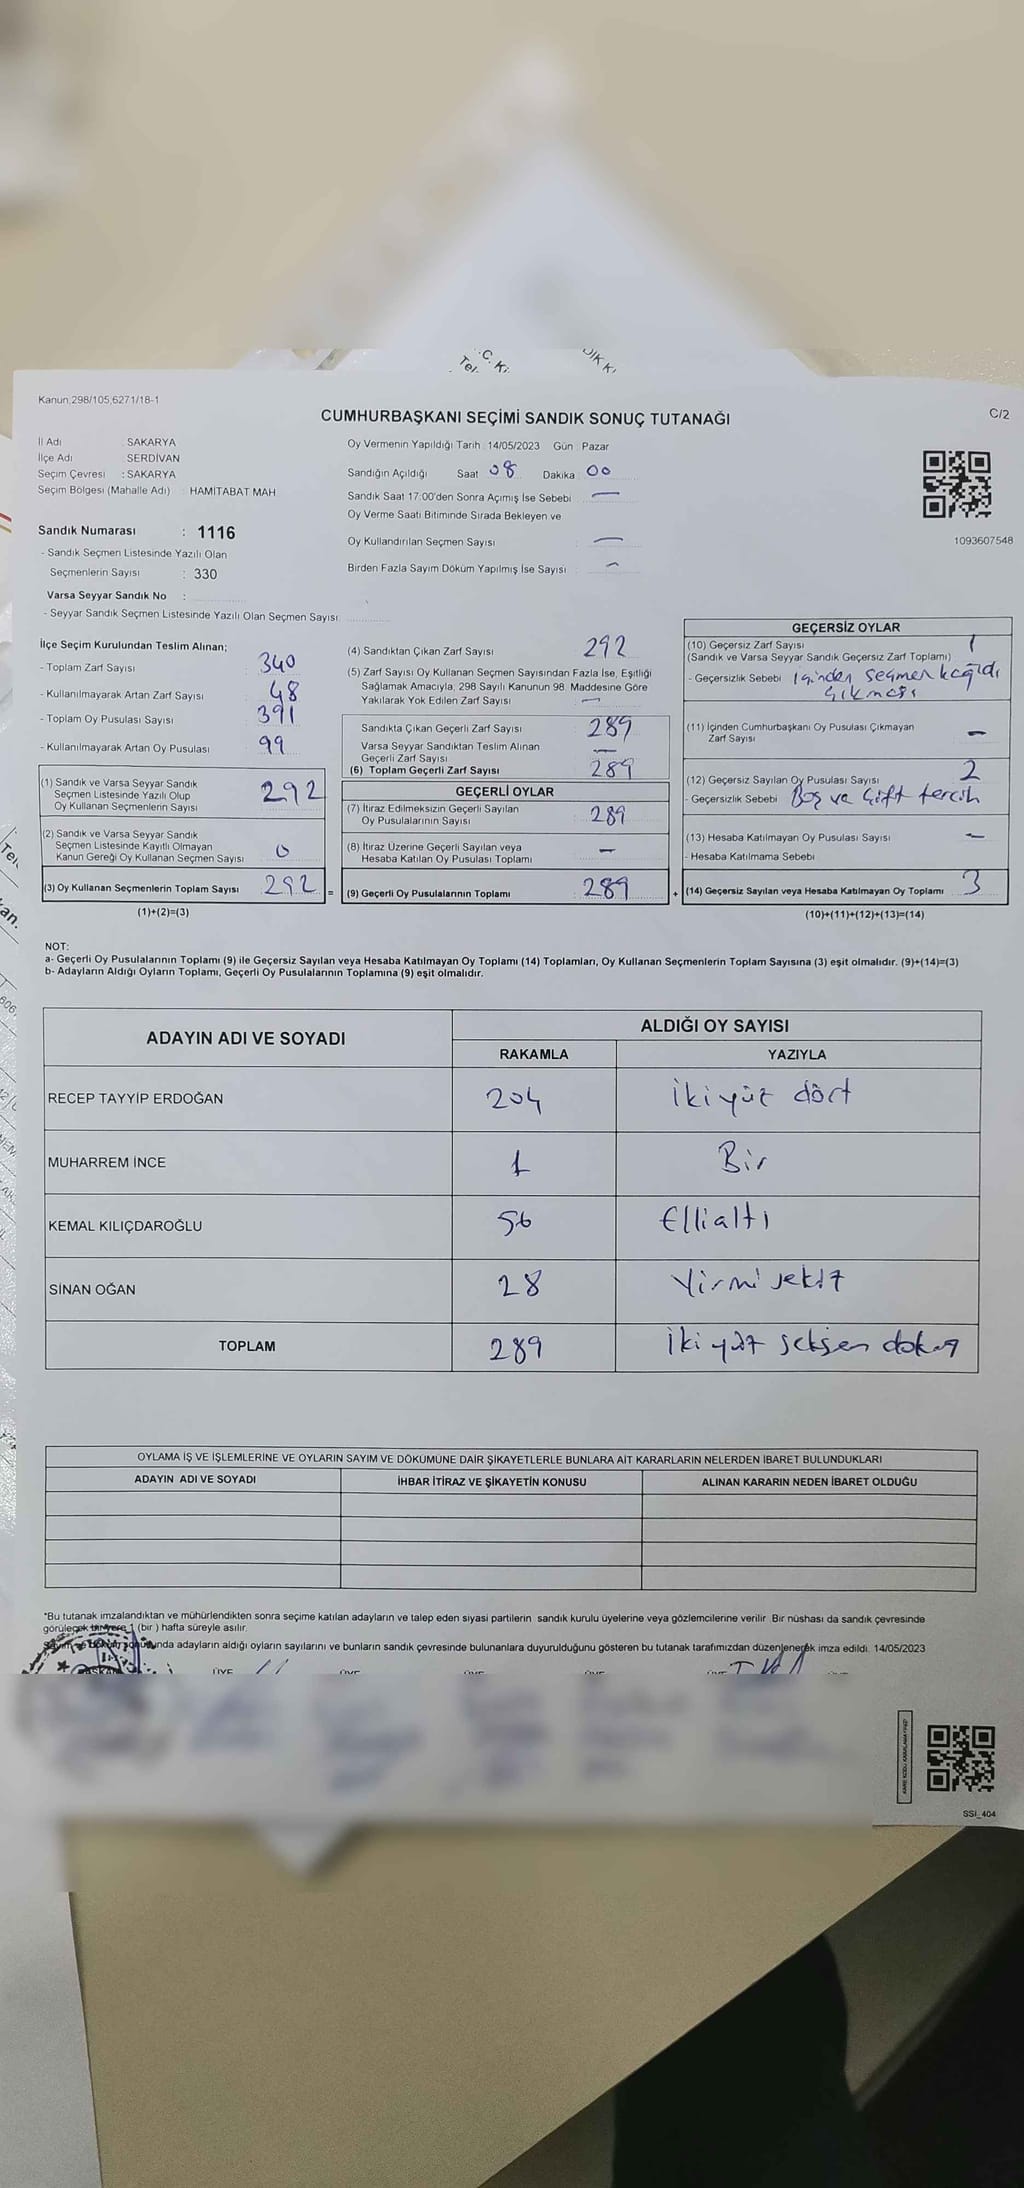 .C. Ki
Tel.
DIK K
Kanun,298/105,6271/18-1
CUMHURBAŞKANI SEÇİMİ SANDIK SONUÇ TUTANAĞI
C/2
İl Adı : SAKARYA
İlçe Adı : SERDİVAN
Seçim Çevresi : SAKARYA
Seçim Bölgesi (Mahalle Adı) : HAMİTABAT MAH.
Oy Vermenin Yapıldığı Tarih : 14/05/2023 Gün : Pazar
Sandığın Açıldığı Saat 08 Dakika 00
Sandık Saat 17:00'den Sonra Açımış İse Sebebi : —
Oy Verme Saati Bitiminde Sırada Bekleyen ve
Oy Kullandırılan Seçmen Sayısı : —
Birden Fazla Sayım Döküm Yapılmış İse Sayısı : —
1093607548
Sandık Numarası : 1116
- Sandık Seçmen Listesinde Yazılı Olan
Seçmenlerin Sayısı : 330
Varsa Seyyar Sandık No :
- Seyyar Sandık Seçmen Listesinde Yazılı Olan Seçmen Sayısı:
İlçe Seçim Kurulundan Teslim Alınan;
- Toplam Zarf Sayısı : 340
- Kullanılmayarak Artan Zarf Sayısı : 48
- Toplam Oy Pusulası Sayısı : 391
- Kullanılmayarak Artan Oy Pusulası : 99
(1) Sandık ve Varsa Seyyar Sandık
Seçmen Listesinde Yazılı Olup
Oy Kullanan Seçmenlerin Sayısı : 292
(2) Sandık ve Varsa Seyyar Sandık
Seçmen Listesinde Kayıtlı Olmayan
Kanun Gereği Oy Kullanan Seçmen Sayısı : 0
(3) Oy Kullanan Seçmenlerin Toplam Sayısı : 292 =
(1)+(2)=(3)
(4) Sandıktan Çıkan Zarf Sayısı : 292
(5) Zarf Sayısı Oy Kullanan Seçmen Sayısından Fazla İse, Eşitliği
Sağlamak Amacıyla, 298 Sayılı Kanunun 98. Maddesine Göre
Yakılarak Yok Edilen Zarf Sayısı : —
Sandıkta Çıkan Geçerli Zarf Sayısı : 289
Varsa Seyyar Sandıktan Teslim Alınan
Geçerli Zarf Sayısı : —
(6) Toplam Geçerli Zarf Sayısı : 289
GEÇERLİ OYLAR
(7) İtiraz Edilmeksizin Geçerli Sayılan
Oy Pusulalarının Sayısı : 289
(8) İtiraz Üzerine Geçerli Sayılan veya
Hesaba Katılan Oy Pusulası Toplamı : —
(9) Geçerli Oy Pusulalarının Toplamı : 289 +
GEÇERSİZ OYLAR
(10) Geçersiz Zarf Sayısı : 1
(Sandık ve Varsa Seyyar Sandık Geçersiz Zarf Toplamı)
- Geçersizlik Sebebi : İçinden seçmen kağıdı
çıkması
(11) İçinden Cumhurbaşkanı Oy Pusulası Çıkmayan
Zarf Sayısı : —
(12) Geçersiz Sayılan Oy Pusulası Sayısı : 2
- Geçersizlik Sebebi : Boş ve Çift tercih
(13) Hesaba Katılmayan Oy Pusulası Sayısı : —
- Hesaba Katılmama Sebebi :
(14) Geçersiz Sayılan veya Hesaba Katılmayan Oy Toplamı : 3
(10)+(11)+(12)+(13)=(14)
NOT:
a- Geçerli Oy Pusulalarının Toplamı (9) ile Geçersiz Sayılan veya Hesaba Katılmayan Oy Toplamı (14) Toplamları, Oy Kullanan Seçmenlerin Toplam Sayısına (3) eşit olmalıdır. (9)+(14)=(3)
b- Adayların Aldığı Oyların Toplamı, Geçerli Oy Pusulalarının Toplamına (9) eşit olmalıdır.
ADAYIN ADI VE SOYADI ALDIĞI OY SAYISI
RAKAMLA YAZIYLA
RECEP TAYYİP ERDOĞAN 204 İkiyüz dört
MUHARREM İNCE 1 Bir
KEMAL KILIÇDAROĞLU 56 Ellialtı
SİNAN OĞAN 28 Yirmi sekiz
TOPLAM 289 İkiyüz seksen dokuz
OYLAMA İŞ VE İŞLEMLERİNE VE OYLARIN SAYIM VE DÖKÜMÜNE DAİR ŞİKAYETLERLE BUNLARA AİT KARARLARIN NELERDEN İBARET BULUNDUKLARI
ADAYIN ADI VE SOYADI İHBAR İTİRAZ VE ŞİKAYETİN KONUSU ALINAN KARARIN NEDEN İBARET OLDUĞU
*Bu tutanak imzalandıktan ve mühürlendikten sonra seçime katılan adayların ve talep eden siyasi partilerin sandık kurulu üyelerine veya gözlemcilerine verilir. Bir nüshası da sandık çevresinde
görülecek bir yere 1 (bir ) hafta süreyle asılır.
Sayım ve döküm sonucunda adayların aldığı oyların sayılarını ve bunların sandık çevresinde bulunanlara duyurulduğunu gösteren bu tutanak tarafımızdan düzenlenerek imza edildi. 14/05/2023
BAŞKAN ÜYE ÜYE ÜYE ÜYE ÜYE ÜYE
SSİ_404